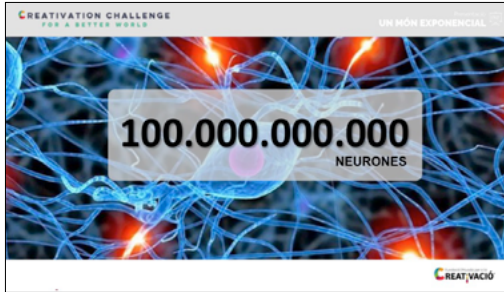 CREATIVATION CHALLENGE
FOR A BETTER WORLD
UN MÓN EXPONENCIAL
100.000.000.000
NEURONES
CREATIVACIÓ